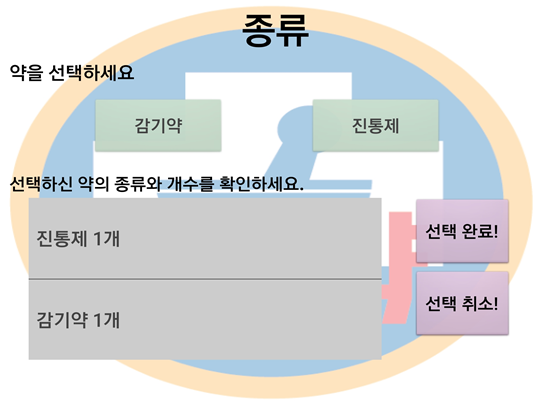 종류
약을 선택하세요
감기약 진통제
선택하신 약의 종류와 개수를 확인하세요.
진통제 1개
선택 완료!
감기약 1개
선택 취소!